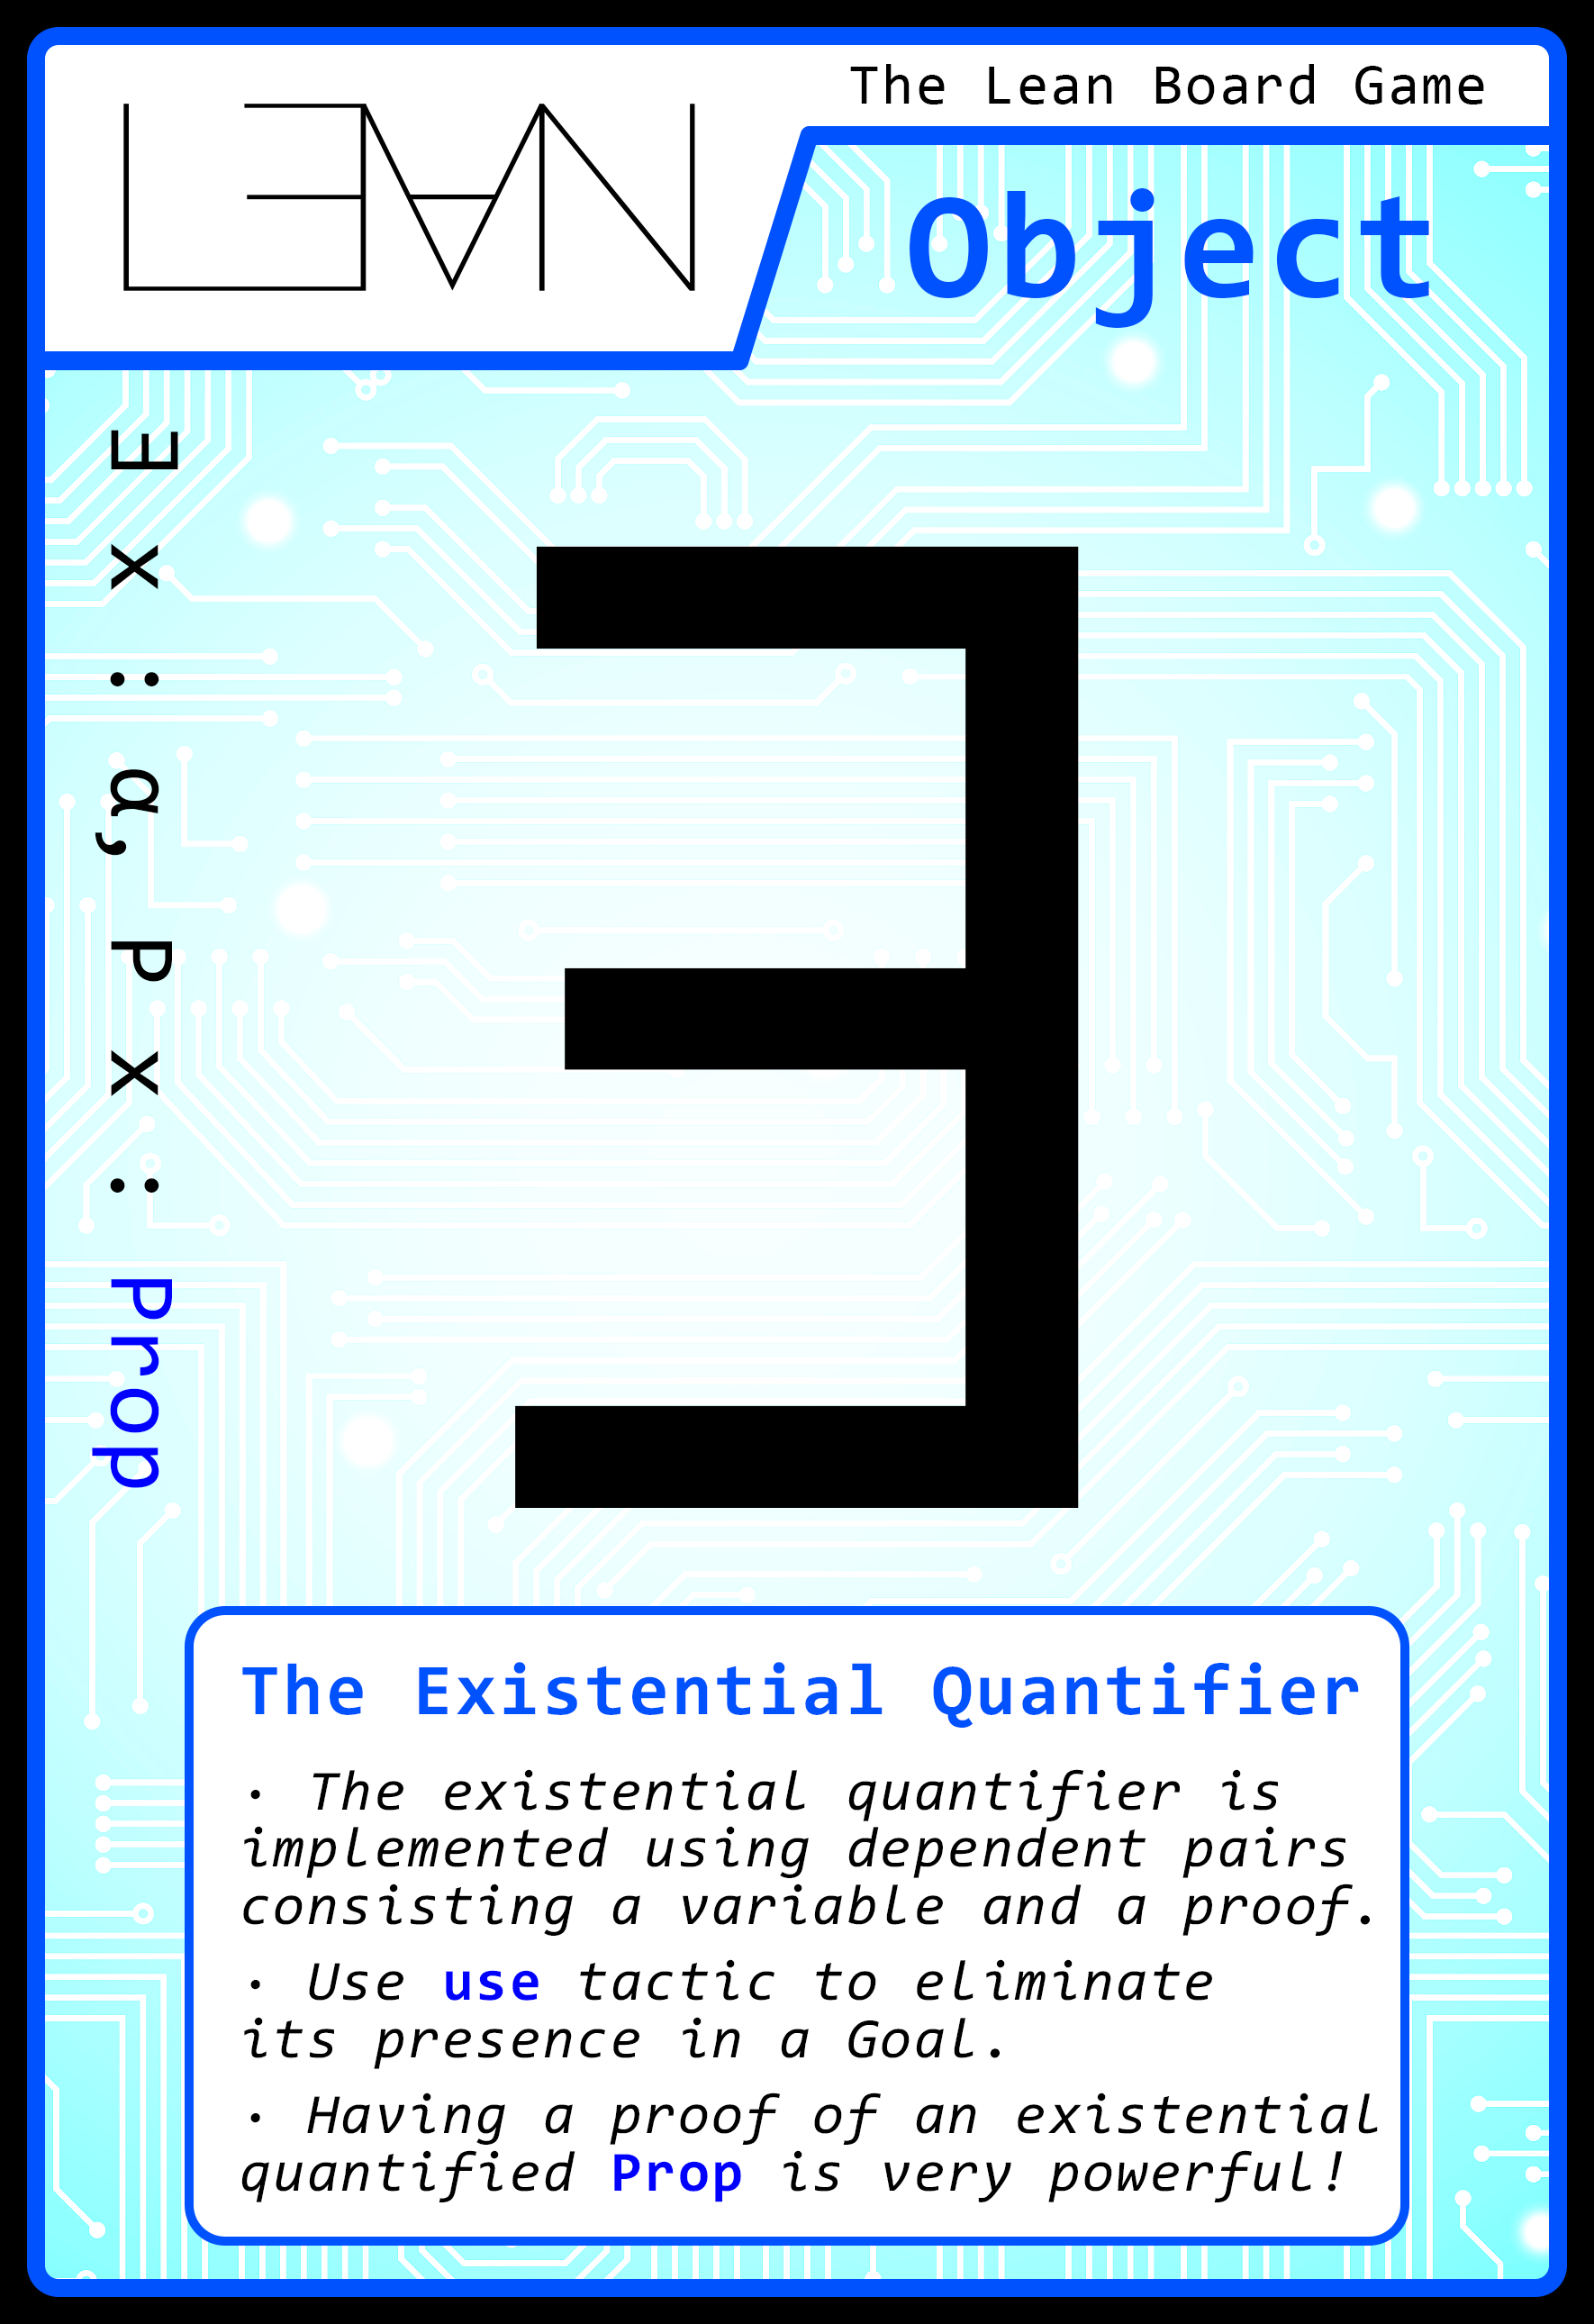 L∃∀N
The Lean Board Game
Object
∃ x : α, P x : Prop
∃
The Existential Quantifier
· The existential quantifier is
implemented using dependent pairs
consisting a variable and a proof.
· Use use tactic to eliminate
its presence in a Goal.
· Having a proof of an existential
quantified Prop is very powerful!